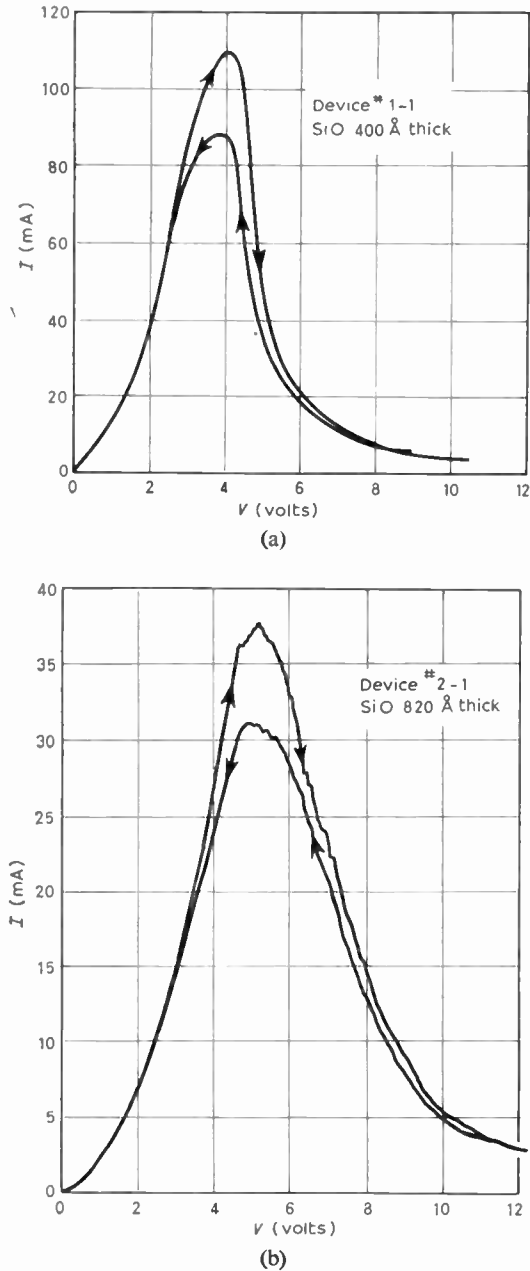 120
100
80
60
40
20
0
I (mA)
Device # 1-1
SiO 400 Å thick
0 2 4 6 8 10 12
V (volts)
(a)
40
35
30
25
20
15
10
5
0
I (mA)
Device # 2-1
SiO 820 Å thick
0 2 4 6 8 10 12
V (volts)
(b)